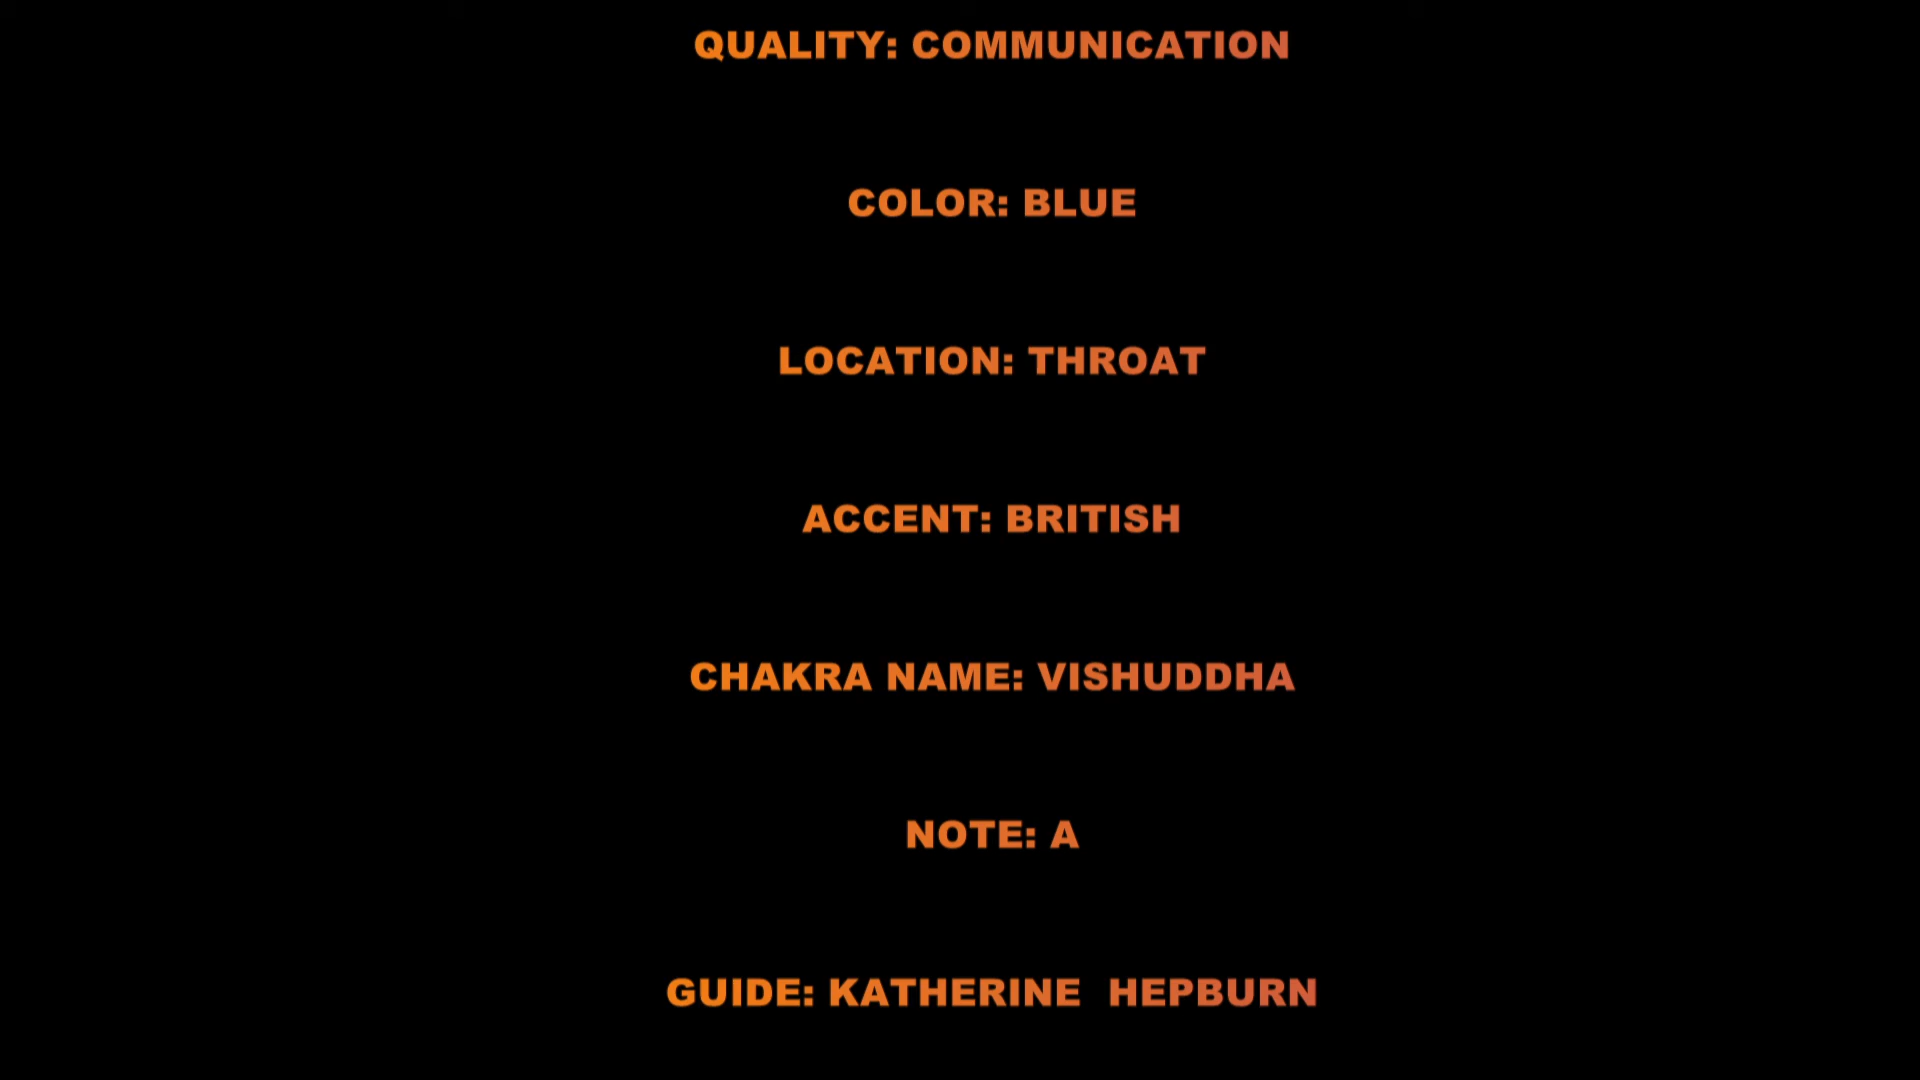 QUALITY: COMMUNICATION
COLOR: BLUE
LOCATION: THROAT
ACCENT: BRITISH
CHAKRA NAME: VISHUDDHA
NOTE: A
GUIDE: KATHERINE  HEPBURN